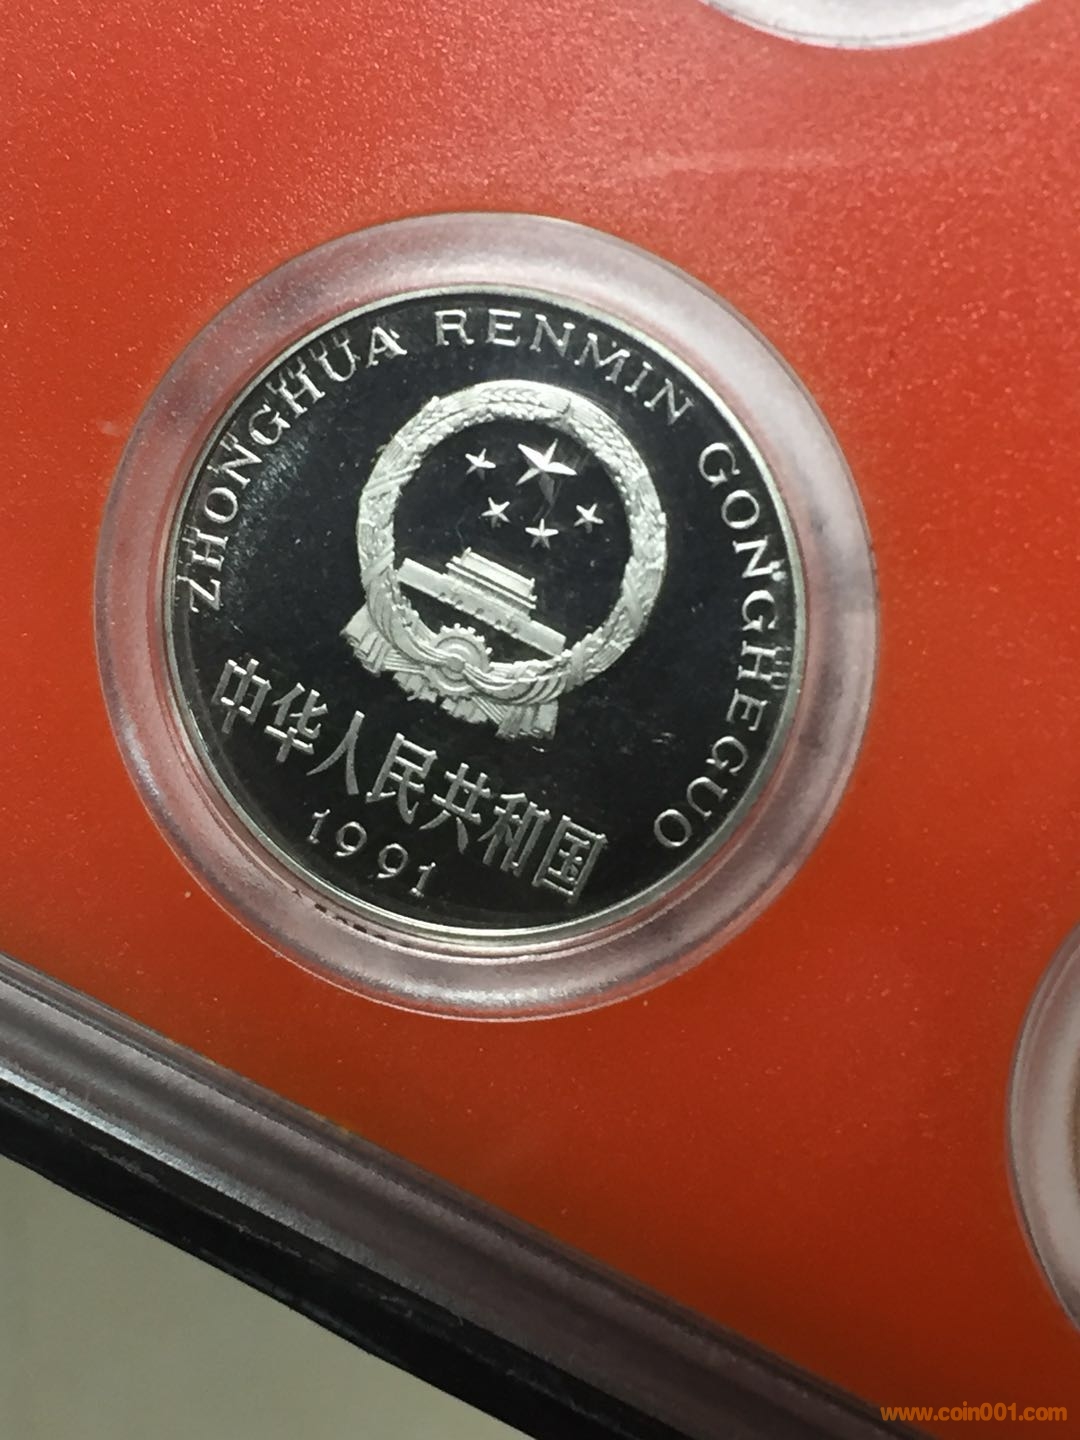 ZHONGHUA RENMIN GONGHEGUO
中华人民共和国
1991
www.coin001.com